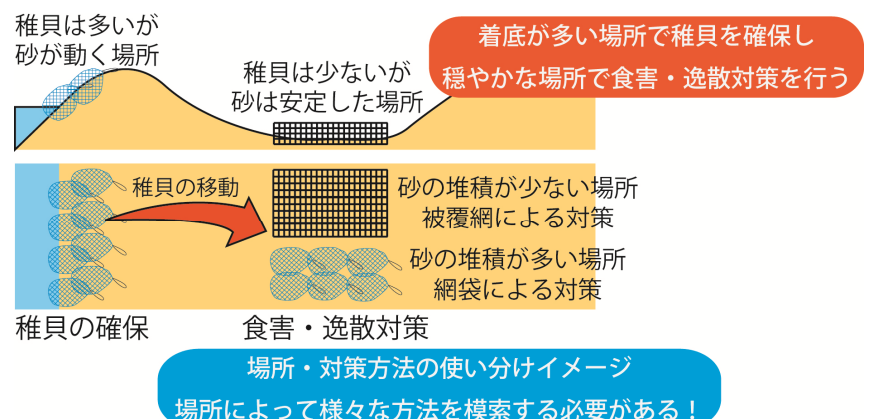 稚貝は多いが
砂が動く場所
稚貝は少ないが
砂は安定した場所
着底が多い場所で稚貝を確保し
穏やかな場所で食害・逸散対策を行う
稚貝の移動
砂の堆積が少ない場所
被覆網による対策
砂の堆積が多い場所
網袋による対策
稚貝の確保
食害・逸散対策
場所・対策方法の使い分けイメージ
場所によって様々な方法を模索する必要がある！